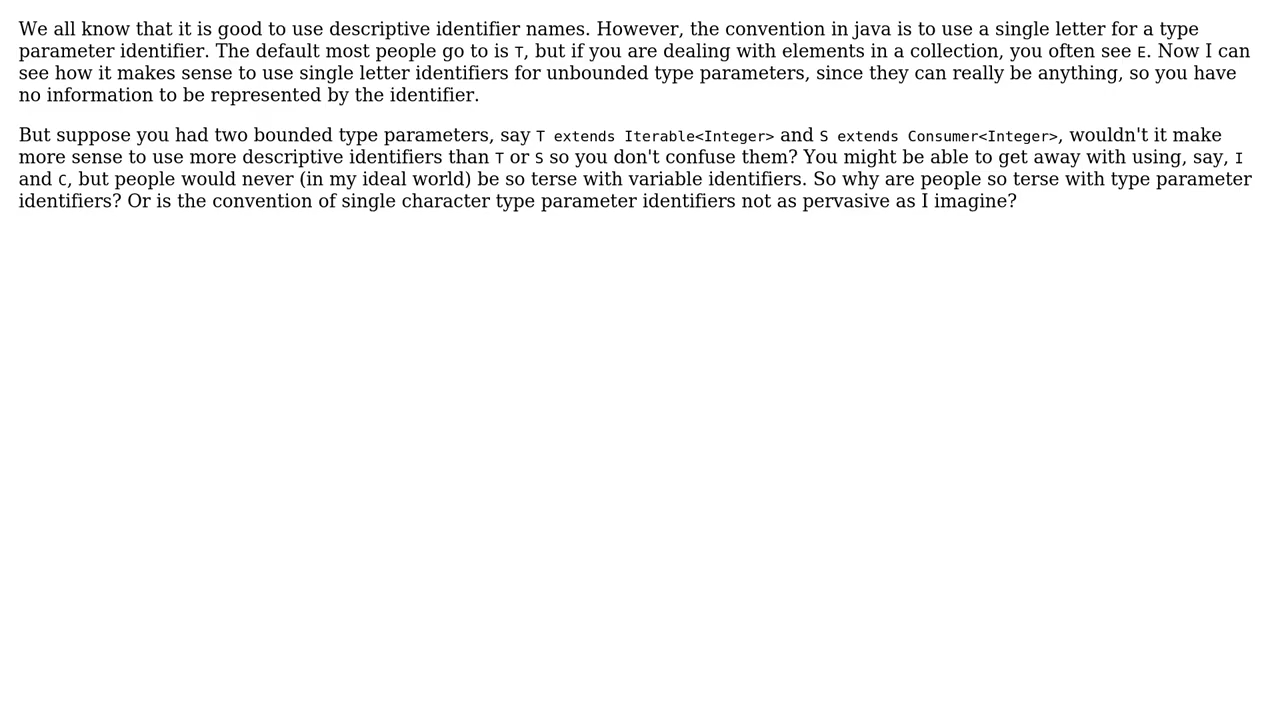 We all know that it is good to use descriptive identifier names. However, the convention in java is to use a single letter for a type
parameter identifier. The default most people go to is T, but if you are dealing with elements in a collection, you often see E. Now I can
see how it makes sense to use single letter identifiers for unbounded type parameters, since they can really be anything, so you have
no information to be represented by the identifier.
But suppose you had two bounded type parameters, say T extends Iterable<Integer> and S extends Consumer<Integer>, wouldn't it make
more sense to use more descriptive identifiers than T or S so you don't confuse them? You might be able to get away with using, say, I
and C, but people would never (in my ideal world) be so terse with variable identifiers. So why are people so terse with type parameter
identifiers? Or is the convention of single character type parameter identifiers not as pervasive as I imagine?